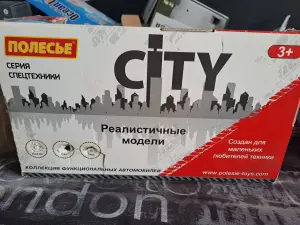 ПОЛЕСЬЕ
СЕРИЯ
СПЕЦТЕХНИКИ
CITY
3+
Реалистичные
модели
Создан для
маленьких
любителей техники
КОЛЛЕКЦИЯ ФУНКЦИОНАЛЬНЫХ АВТОМОБИЛЕЙ
www.polesie-toys.com
ondon